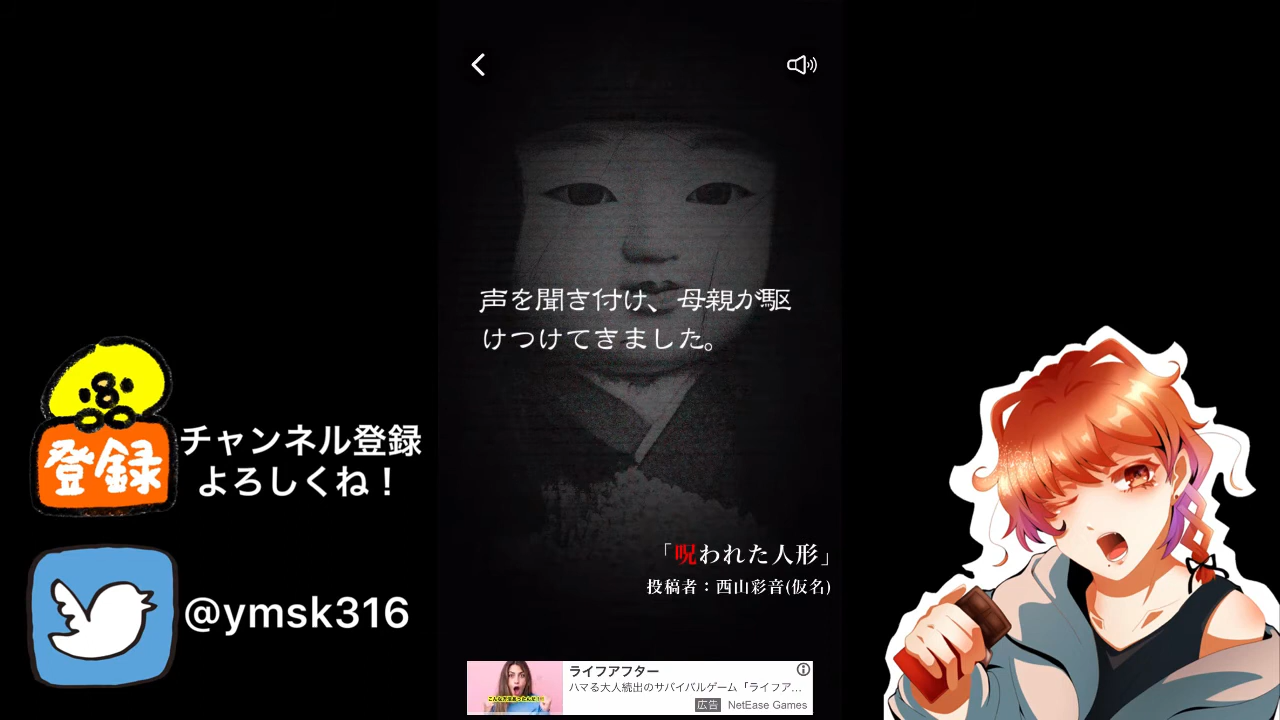 声を聞き付け、母親が駆
けつけてきました。
「呪われた人形」
投稿者：西山彩音(仮名)
登録
チャンネル登録
よろしくね！
@ymsk316
ライフアフター
ハマる大人続出のサバイバルゲーム「ライフア…
広告 NetEase Games